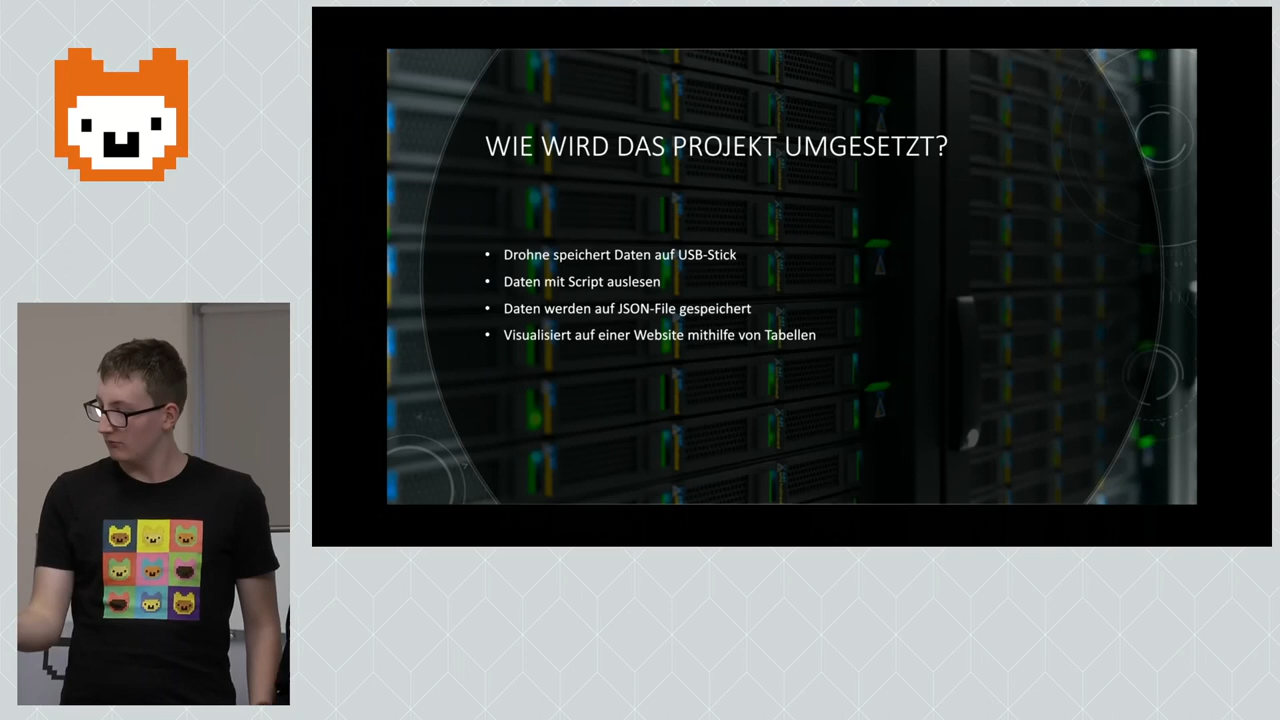 WIE WIRD DAS PROJEKT UMGESETZT?
• Drohne speichert Daten auf USB-Stick
• Daten mit Script auslesen
• Daten werden auf JSON-File gespeichert
• Visualisiert auf einer Website mithilfe von Tabellen